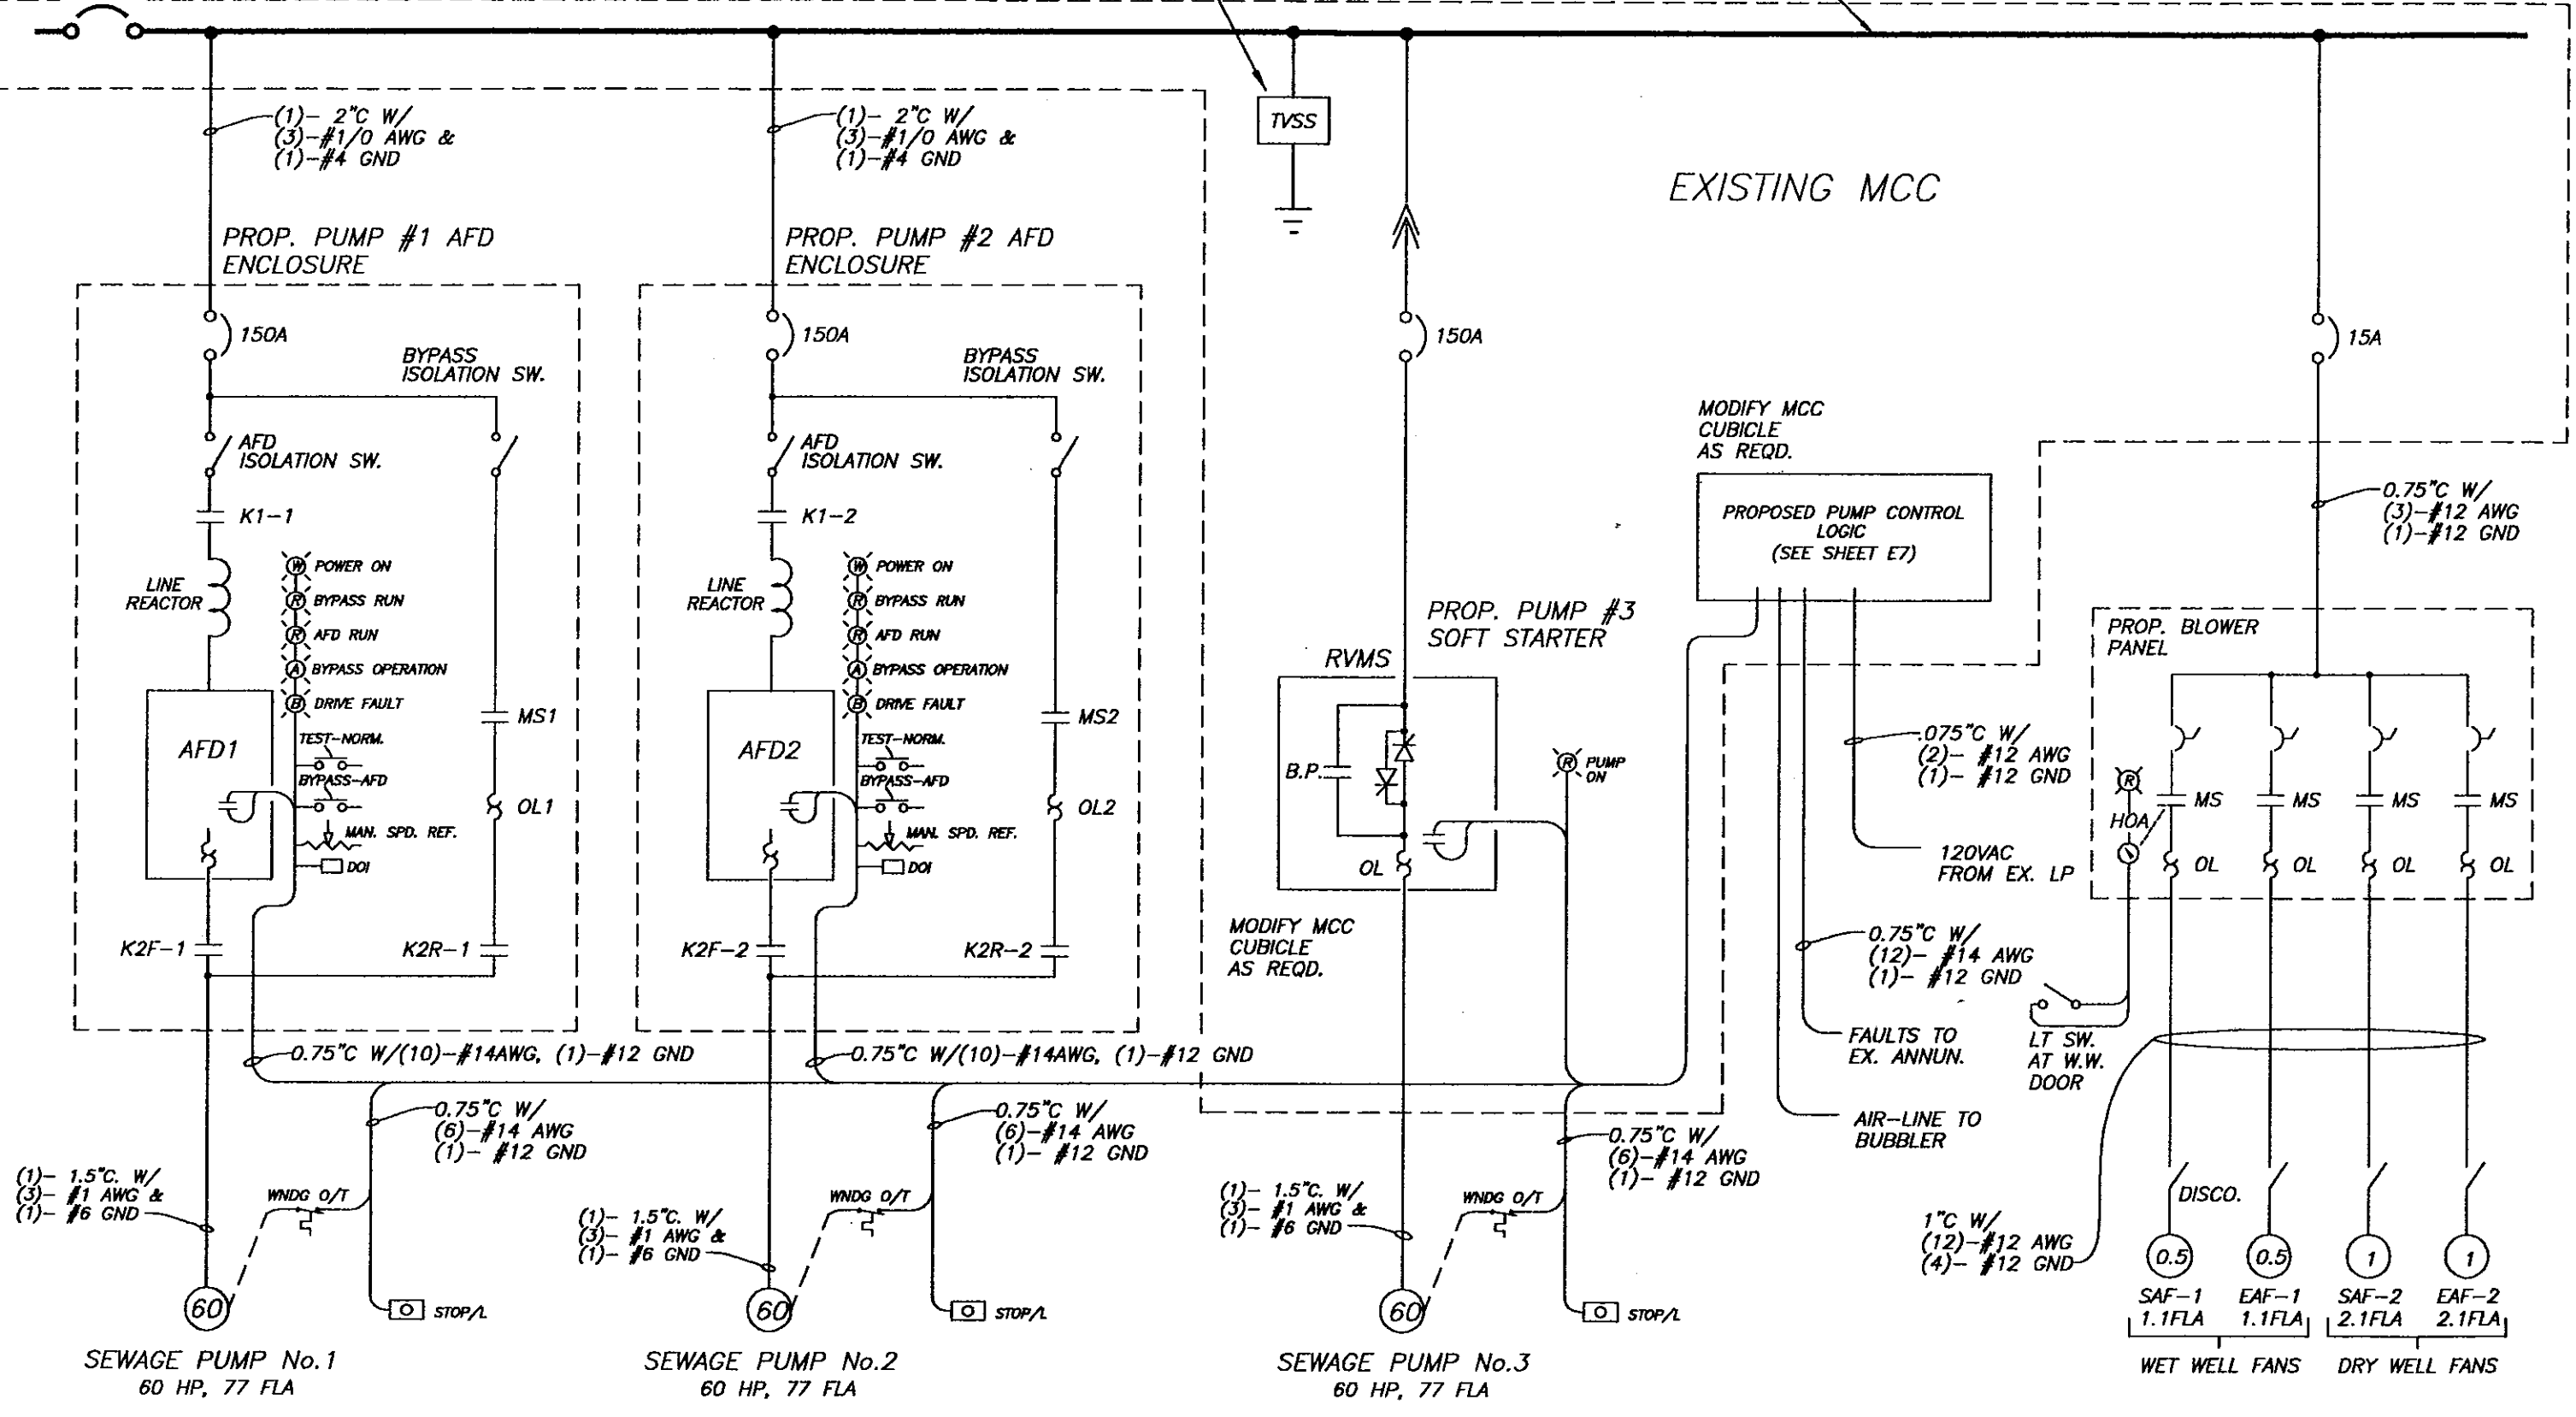 (1)- 2"C W/
(3)-#1/0 AWG &
(1)-#4 GND
(1)- 2"C W/
(3)-#1/0 AWG &
(1)-#4 GND
TVSS
EXISTING MCC
PROP. PUMP #1 AFD
ENCLOSURE
150A
BYPASS
ISOLATION SW.
AFD
ISOLATION SW.
K1-1
LINE
REACTOR
W POWER ON
R BYPASS RUN
R AFD RUN
A BYPASS OPERATION
B DRIVE FAULT
AFD1
TEST-NORM.
BYPASS-AFD
MAN. SPD. REF.
DOI
MS1
OL1
K2F-1
K2R-1
PROP. PUMP #2 AFD
ENCLOSURE
150A
BYPASS
ISOLATION SW.
AFD
ISOLATION SW.
K1-2
LINE
REACTOR
W POWER ON
R BYPASS RUN
R AFD RUN
A BYPASS OPERATION
B DRIVE FAULT
AFD2
TEST-NORM.
BYPASS-AFD
MAN. SPD. REF.
DOI
MS2
OL2
K2F-2
K2R-2
150A
PROP. PUMP #3
SOFT STARTER
RVMS
B.P.
OL
R PUMP
ON
MODIFY MCC
CUBICLE
AS REQD.
MODIFY MCC
CUBICLE
AS REQD.
PROPOSED PUMP CONTROL
LOGIC
(SEE SHEET E7)
.075"C W/
(2)- #12 AWG
(1)- #12 GND
120VAC
FROM EX. LP
0.75"C W/
(12)- #14 AWG
(1)- #12 GND
FAULTS TO
EX. ANNUN.
AIR-LINE TO
BUBBLER
15A
0.75"C W/
(3)-#12 AWG
(1)-#12 GND
PROP. BLOWER
PANEL
R
HOA
MS
MS
MS
MS
OL
OL
OL
OL
LT SW.
AT W.W.
DOOR
0.75"C W/(10)-#14AWG, (1)-#12 GND
0.75"C W/(10)-#14AWG, (1)-#12 GND
0.75"C W/
(6)-#14 AWG
(1)- #12 GND
0.75"C W/
(6)-#14 AWG
(1)- #12 GND
0.75"C W/
(6)-#14 AWG
(1)- #12 GND
(1)- 1.5"C. W/
(3)- #1 AWG &
(1)- #6 GND
WNDG O/T
(1)- 1.5"C. W/
(3)- #1 AWG &
(1)- #6 GND
WNDG O/T
(1)- 1.5"C. W/
(3)- #1 AWG &
(1)- #6 GND
WNDG O/T
1"C W/
(12)-#12 AWG
(4)- #12 GND
DISCO.
60
STOP/L
60
STOP/L
60
STOP/L
0.5
0.5
1
1
SAF-1
1.1FLA
EAF-1
1.1FLA
SAF-2
2.1FLA
EAF-2
2.1FLA
WET WELL FANS
DRY WELL FANS
SEWAGE PUMP No.1
60 HP, 77 FLA
SEWAGE PUMP No.2
60 HP, 77 FLA
SEWAGE PUMP No.3
60 HP, 77 FLA